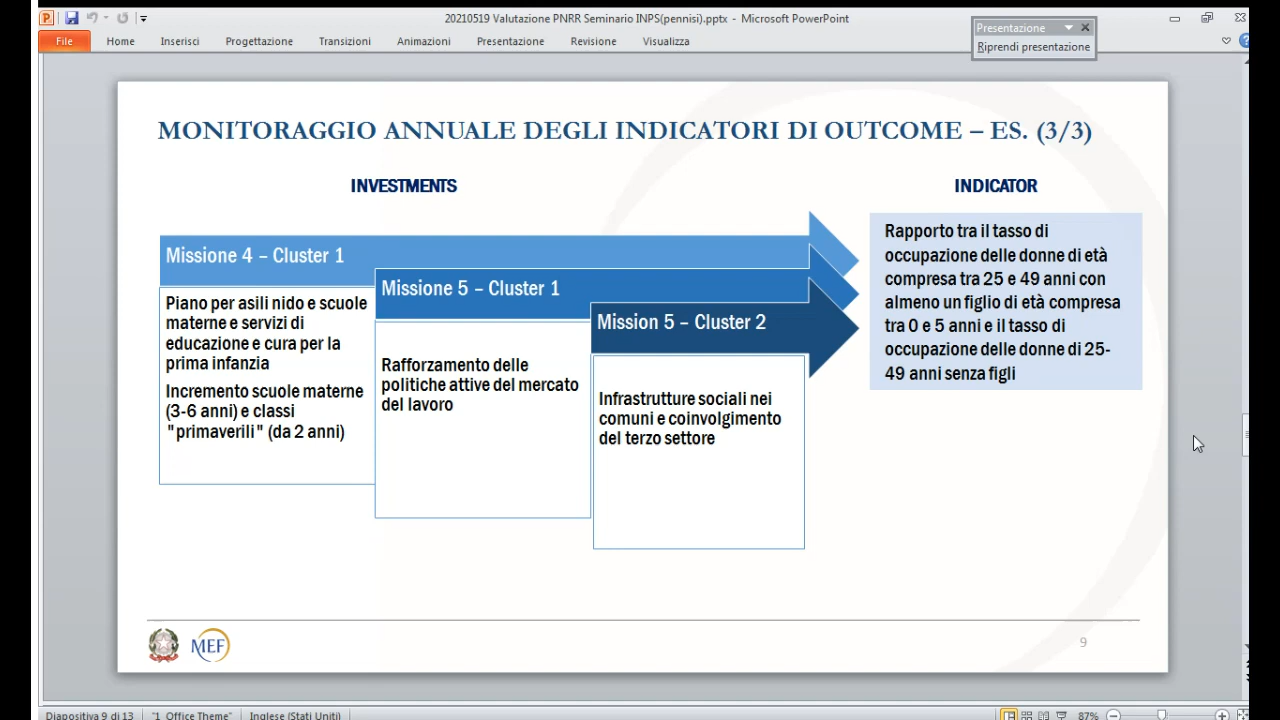 20210519 Valutazione PNRR Seminario INPS(pennisi).pptx - Microsoft PowerPoint
File Home Inserisci Progettazione Transizioni Animazioni Presentazione Revisione Visualizza
Presentazione
Riprendi presentazione
MONITORAGGIO ANNUALE DEGLI INDICATORI DI OUTCOME – ES. (3/3)
INVESTMENTS
INDICATOR
Missione 4 – Cluster 1
Piano per asili nido e scuole
materne e servizi di
educazione e cura per la
prima infanzia
Incremento scuole materne
(3-6 anni) e classi
"primaverili" (da 2 anni)
Missione 5 – Cluster 1
Rafforzamento delle
politiche attive del mercato
del lavoro
Mission 5 – Cluster 2
Infrastrutture sociali nei
comuni e coinvolgimento
del terzo settore
Rapporto tra il tasso di
occupazione delle donne di età
compresa tra 25 e 49 anni con
almeno un figlio di età compresa
tra 0 e 5 anni e il tasso di
occupazione delle donne di 25-
49 anni senza figli
MEF
9
Diapositiva 9 di 13 "1_Office Theme" Inglese (Stati Uniti) 87%